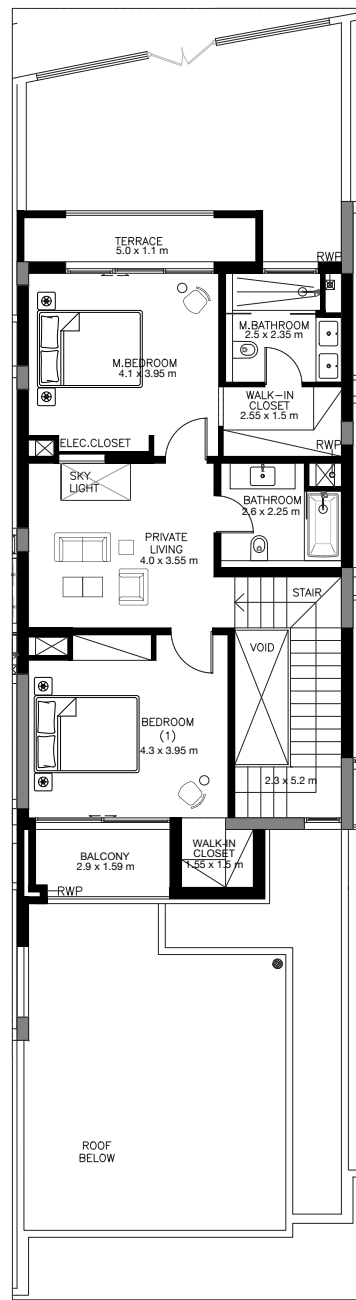 TERRACE
5.0 x 1.1 m
RWP
M.BATHROOM
2.5 x 2.35 m
M.BEDROOM
4.1 x 3.95 m
WALK-IN
CLOSET
2.55 x 1.5 m
ELEC.CLOSET
RWP
SKY
LIGHT
BATHROOM
2.6 x 2.25 m
PRIVATE
LIVING
4.0 x 3.55 m
STAIR
VOID
BEDROOM
(1)
4.3 x 3.95 m
2.3 x 5.2 m
WALK-IN
CLOSET
1.55 x 1.5 m
BALCONY
2.9 x 1.59 m
RWP
ROOF
BELOW